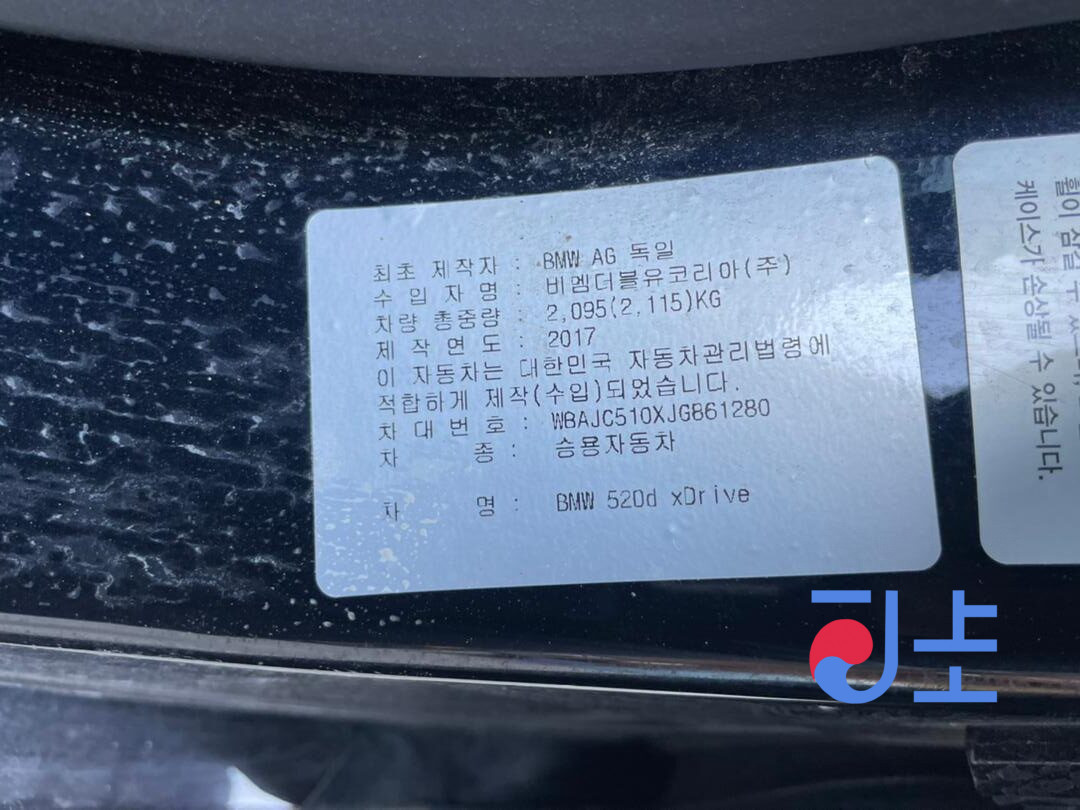 최초 제작자 : BMW AG 독일
수 입 자 명 : 비엠더블유코리아(주)
차량 총중량 : 2,095(2,115)KG
제 작 연 도 : 2017
이 자동차는 대한민국 자동차관리법령에
적합하게 제작(수입)되었습니다.
차 대 번 호 : WBAJC510XJG861280
차 종 : 승용자동차
차 명 : BMW 520d xDrive
케이스가 손상될 수 있습니다.